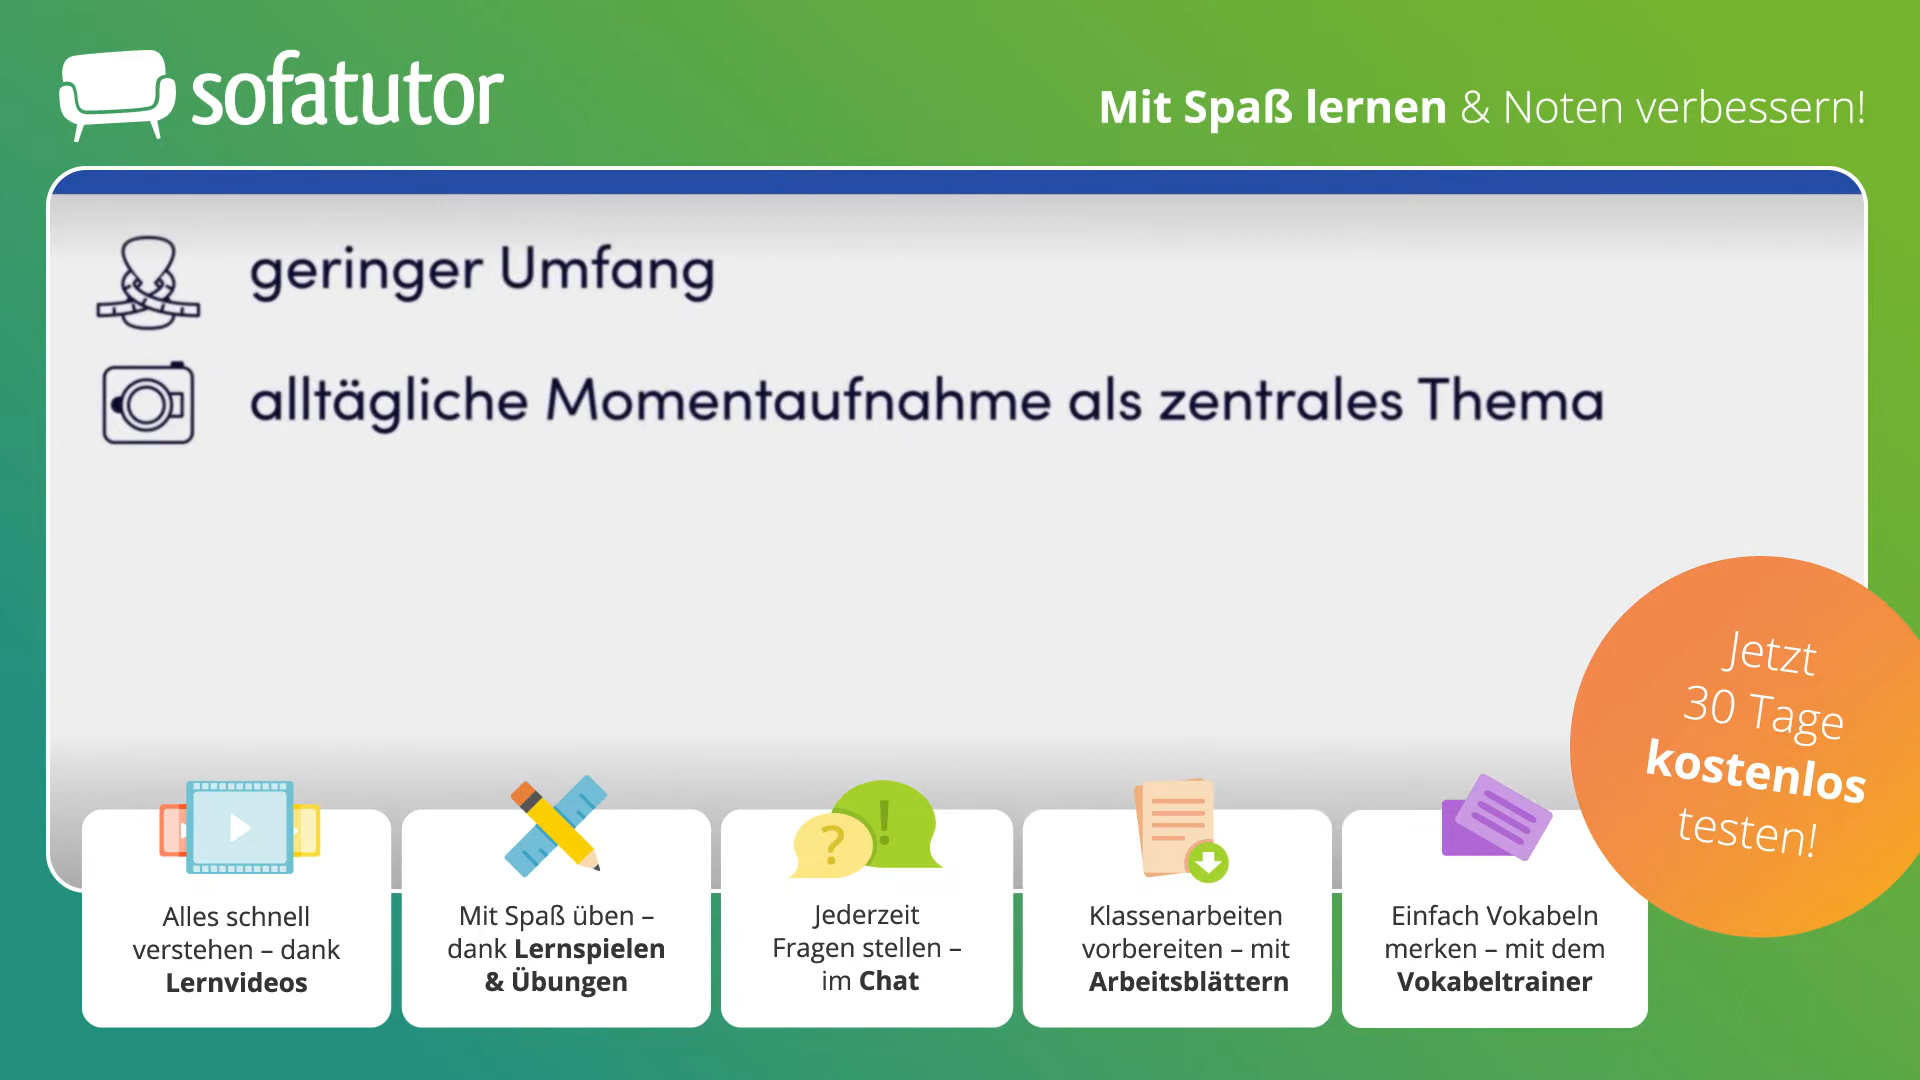 sofatutor
Mit Spaß lernen & Noten verbessern!
geringer Umfang
alltägliche Momentaufnahme als zentrales Thema
Jetzt
30 Tage
kostenlos
testen!
Alles schnell
verstehen – dank
Lernvideos
Mit Spaß üben –
dank Lernspielen
& Übungen
? !
Jederzeit
Fragen stellen –
im Chat
Klassenarbeiten
vorbereiten – mit
Arbeitsblättern
Einfach Vokabeln
merken – mit dem
Vokabeltrainer